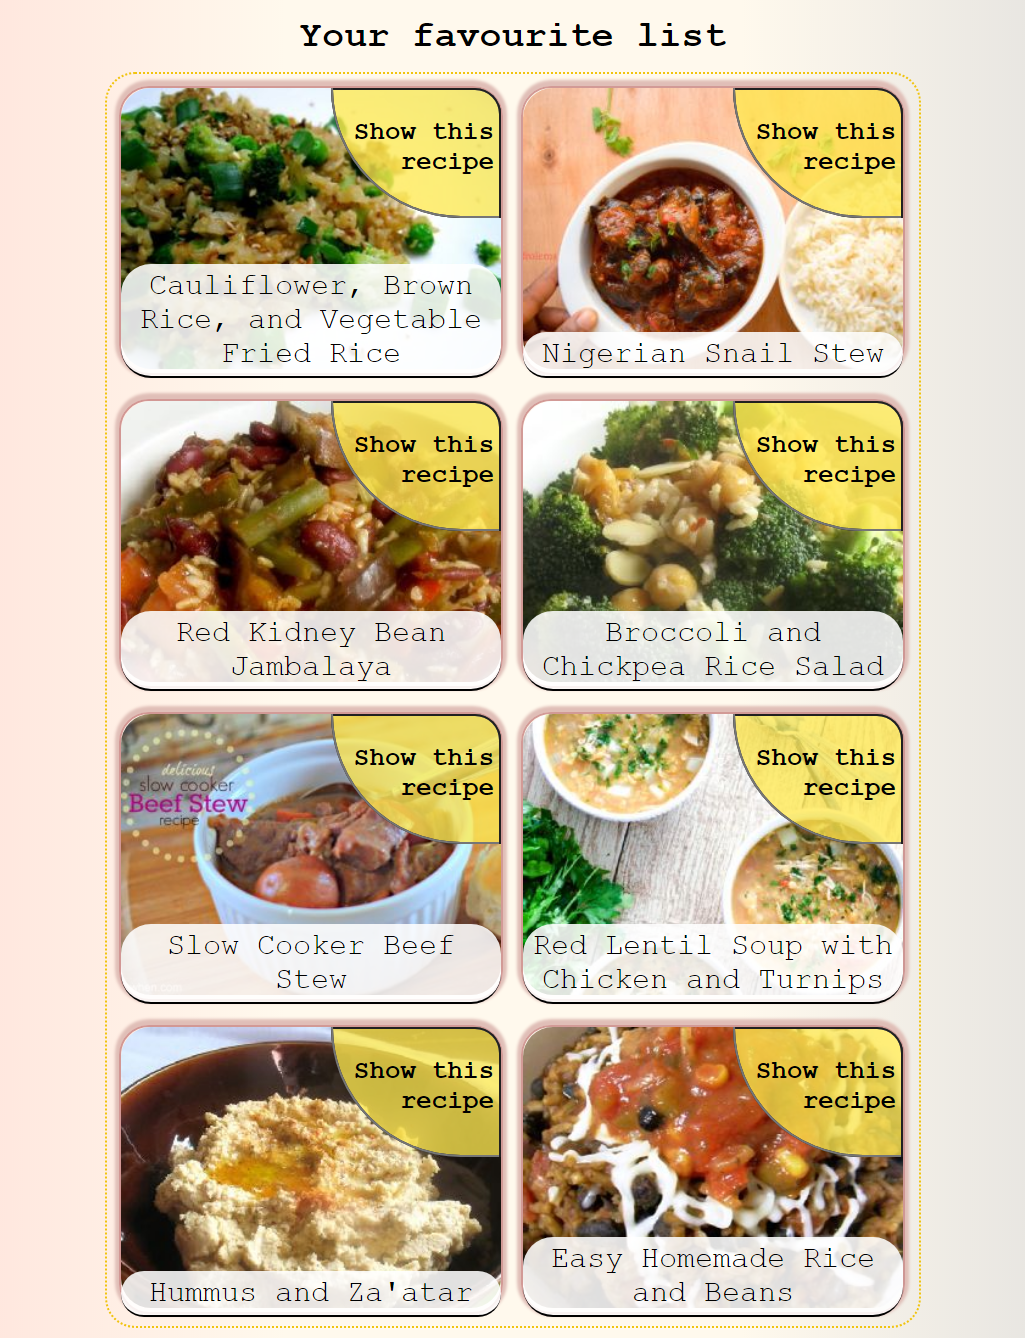 Your favourite list
Show this
recipe
Cauliflower, Brown
Rice, and Vegetable
Fried Rice
Show this
recipe
Nigerian Snail Stew
Show this
recipe
Red Kidney Bean
Jambalaya
Show this
recipe
Broccoli and
Chickpea Rice Salad
Show this
recipe
delicious
slow cooker
Beef Stew
recipe
Slow Cooker Beef
Stew
Show this
recipe
Red Lentil Soup with
Chicken and Turnips
Show this
recipe
Hummus and Za'atar
Show this
recipe
Easy Homemade Rice
and Beans